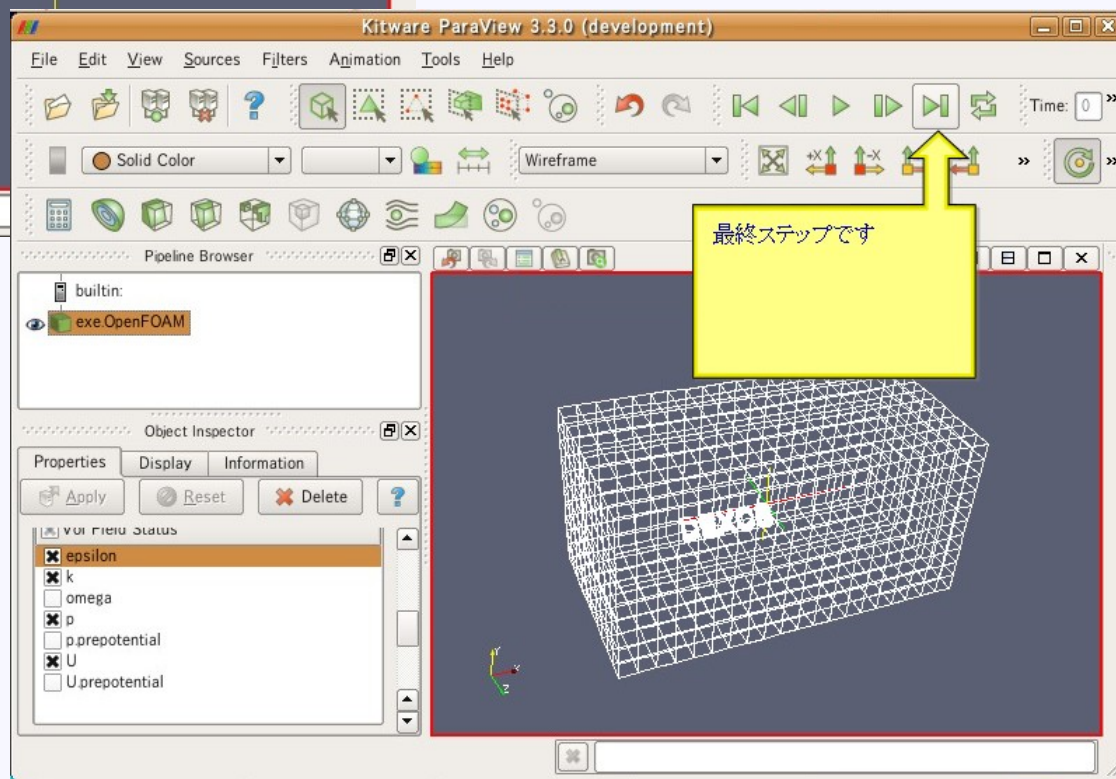 Kitware ParaView 3.3.0 (development)
File Edit View Sources Filters Animation Tools Help
Time: 0 »
Solid Color
Wireframe
»
»
最終ステップです
Pipeline Browser
builtin:
exe.OpenFOAM
Object Inspector
Properties Display Information
Apply Reset Delete ?
Vol Field Status
epsilon
k
omega
p
p.prepotential
U
U.prepotential
DEXCS
Y
X
Z